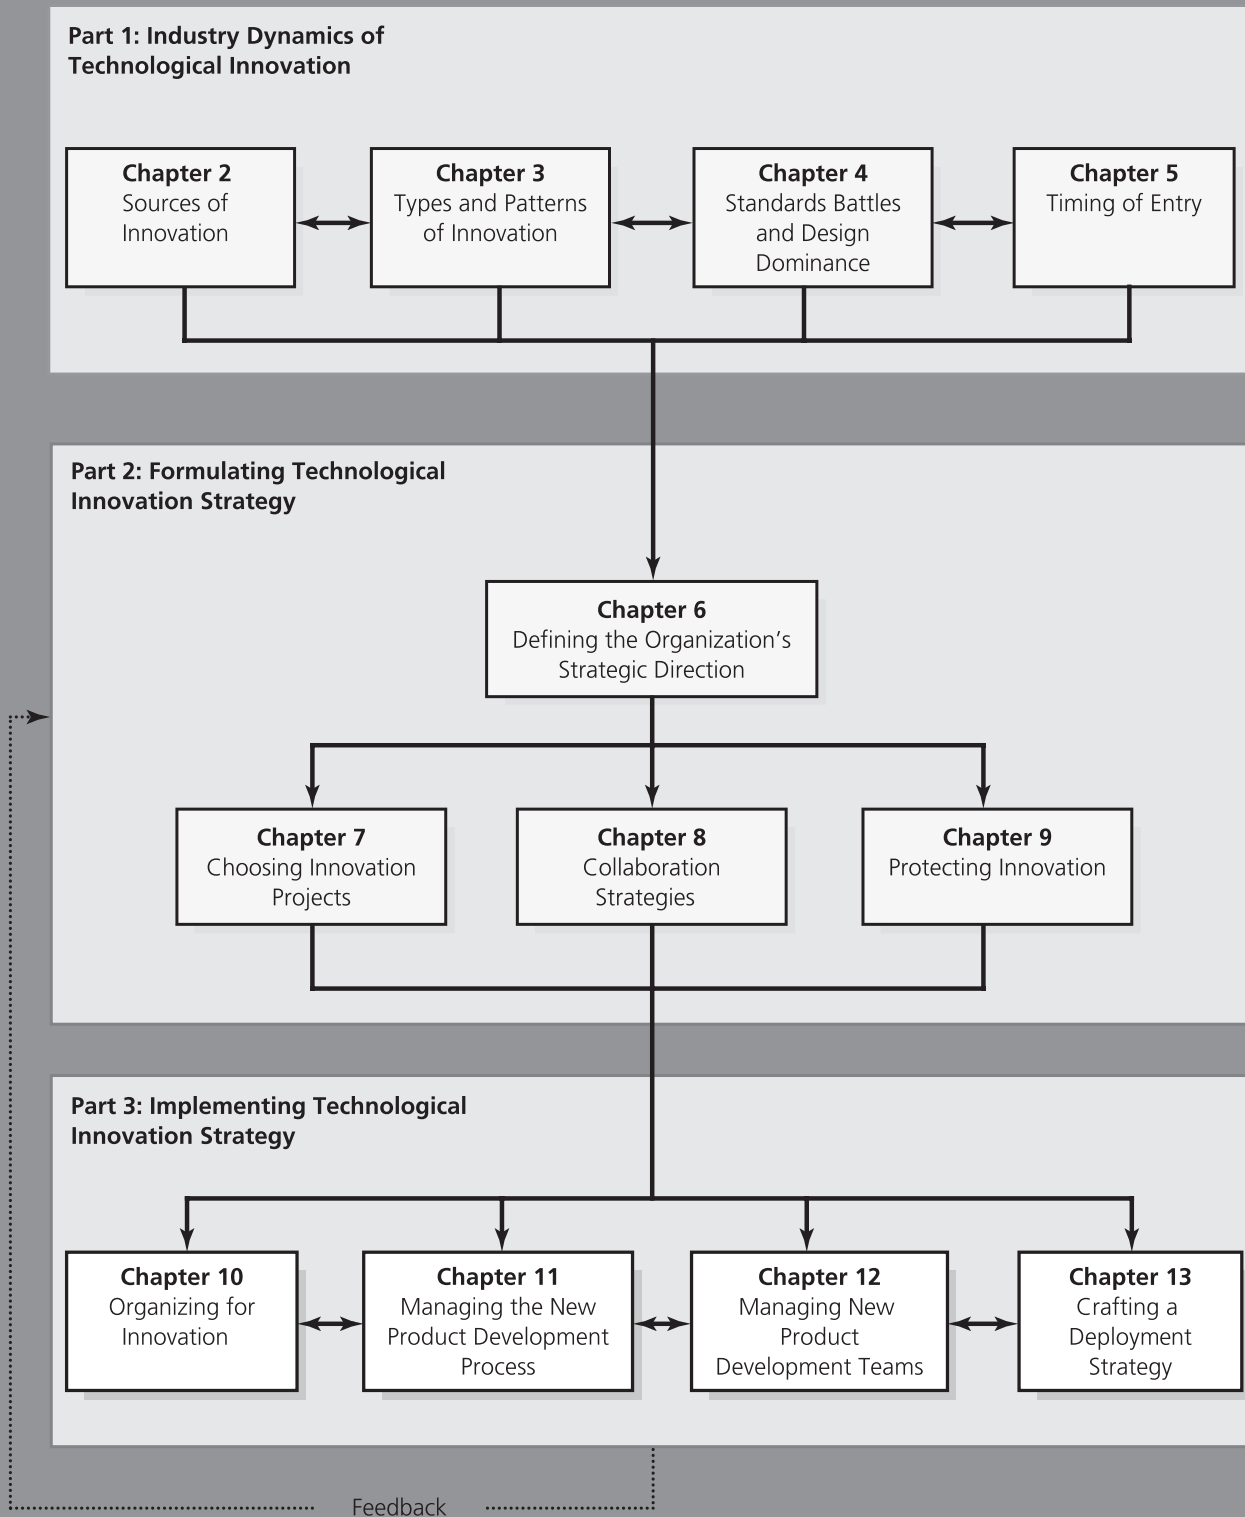 Part 1: Industry Dynamics of
Technological Innovation
Chapter 2
Sources of
Innovation
Chapter 3
Types and Patterns
of Innovation
Chapter 4
Standards Battles
and Design
Dominance
Chapter 5
Timing of Entry
Part 2: Formulating Technological
Innovation Strategy
Chapter 6
Defining the Organization’s
Strategic Direction
Chapter 7
Choosing Innovation
Projects
Chapter 8
Collaboration
Strategies
Chapter 9
Protecting Innovation
Part 3: Implementing Technological
Innovation Strategy
Chapter 10
Organizing for
Innovation
Chapter 11
Managing the New
Product Development
Process
Chapter 12
Managing New
Product
Development Teams
Chapter 13
Crafting a
Deployment
Strategy
Feedback